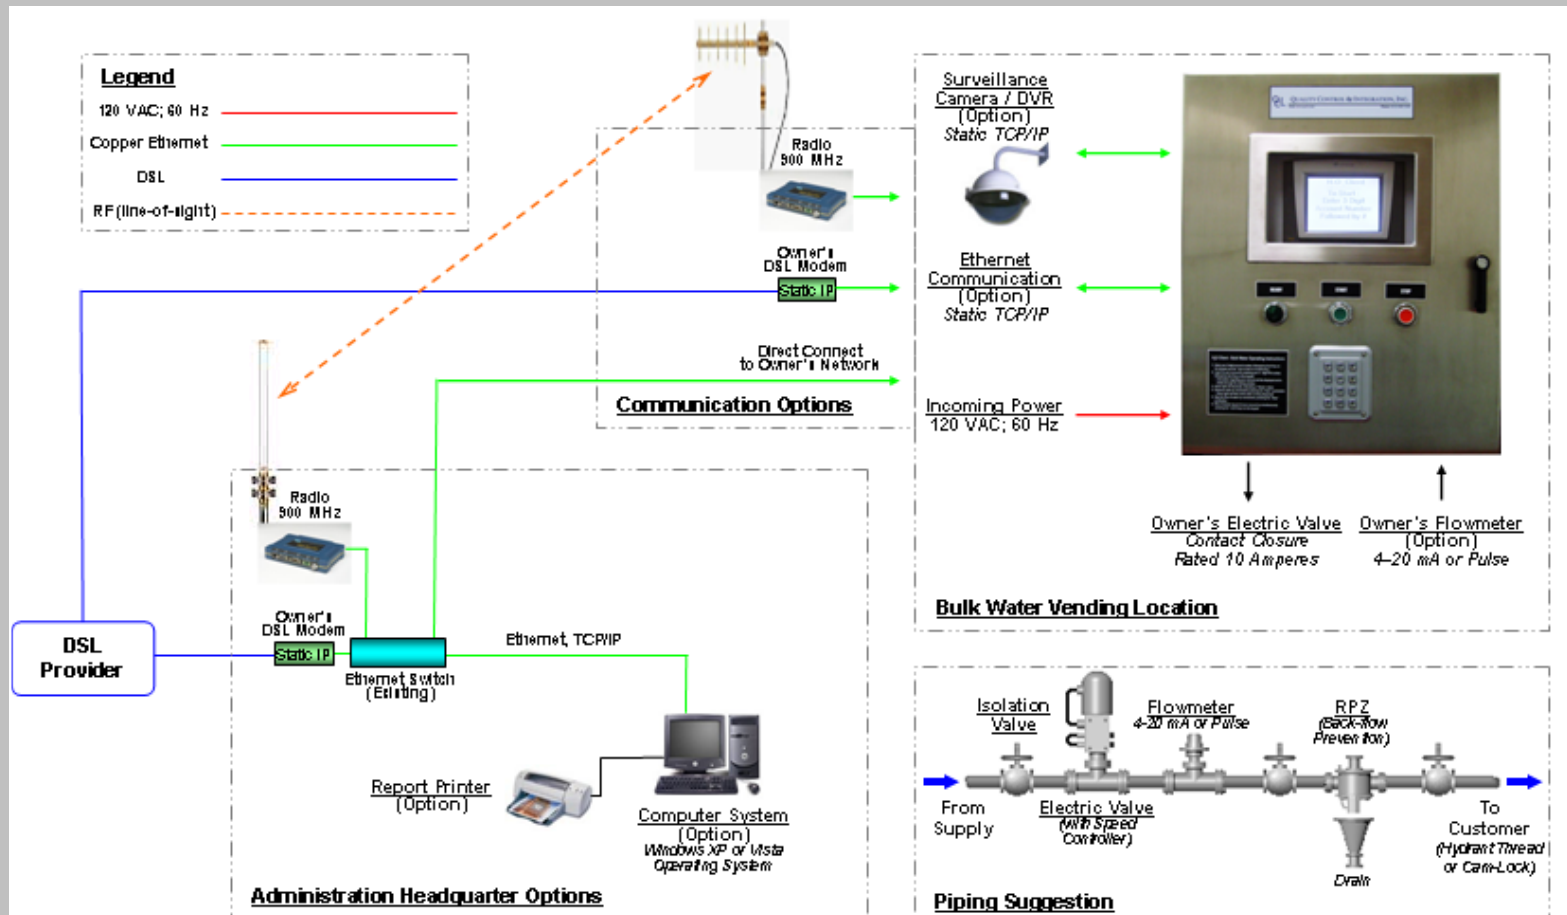 Legend
120 VAC; 60 Hz
Copper Ethernet
DSL
RF (line-of-sight)
Radio
900 MHz
Owner's
DSL Modem
Static IP
Direct Connect
to Owner's Network
Communication Options
Surveillance
Camera / DVR
(Option)
Static TCP/IP
Ethernet
Communication
(Option)
Static TCP/IP
Incoming Power
120 VAC; 60 Hz
QUALITY CONTROL & INTEGRATION, INC.
Owner's Electric Valve
Contact Closure
Rated 10 Amperes
Owner's Flowmeter
(Option)
4-20 mA or Pulse
Bulk Water Vending Location
Radio
900 MHz
DSL
Provider
Owner's
DSL Modem
Static IP
Ethernet Switch
(Existing)
Ethernet, TCP/IP
Report Printer
(Option)
Computer System
(Option)
Windows XP or Vista
Operating System
Administration Headquarter Options
Isolation
Valve
Flowmeter
4-20 mA or Pulse
RPZ
(Back-flow
Prevention)
From
Supply
Electric Valve
(with Speed
Controller)
Drain
To
Customer
(Hydrant Thread
or Cam-Lock)
Piping Suggestion